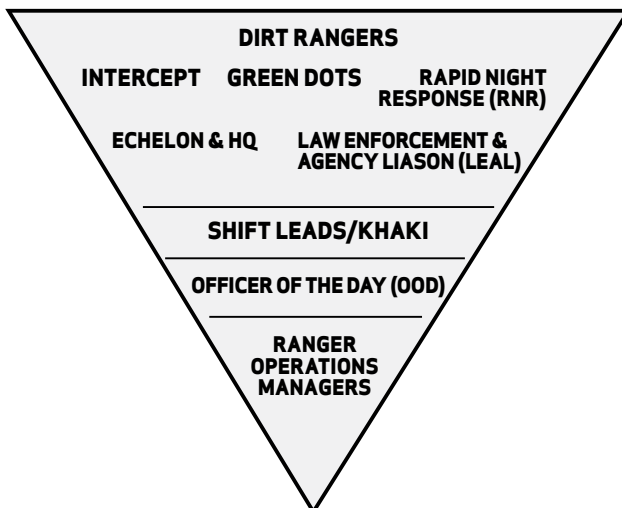 DIRT RANGERS
INTERCEPT GREEN DOTS RAPID NIGHT
RESPONSE (RNR)
ECHELON & HQ LAW ENFORCEMENT &
AGENCY LIASON (LEAL)
SHIFT LEADS/KHAKI
OFFICER OF THE DAY (OOD)
RANGER
OPERATIONS
MANAGERS